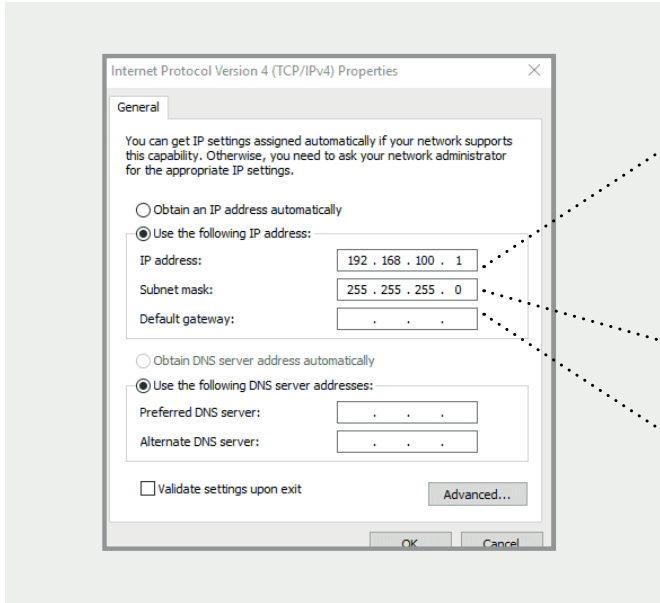 Internet Protocol Version 4 (TCP/IPv4) Properties
General
You can get IP settings assigned automatically if your network supports
this capability. Otherwise, you need to ask your network administrator
for the appropriate IP settings.
Obtain an IP address automatically
Use the following IP address:
IP address: 192 . 168 . 100 . 1
Subnet mask: 255 . 255 . 255 . 0
Default gateway: . . .
Obtain DNS server address automatically
Use the following DNS server addresses:
Preferred DNS server: . . .
Alternate DNS server: . . .
Validate settings upon exit
Advanced...
OK Cancel